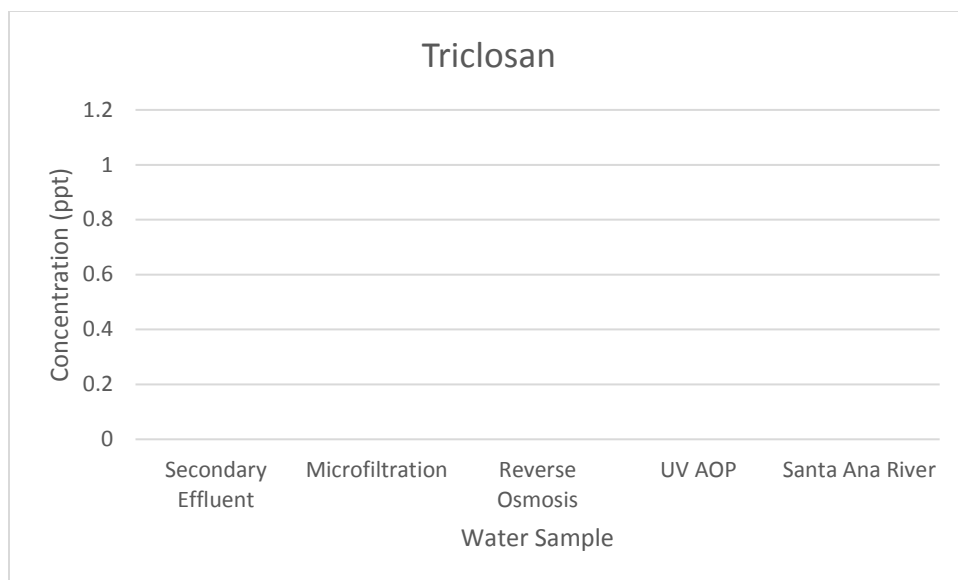 Triclosan
Concentration (ppt)
1.2
1
0.8
0.6
0.4
0.2
0
Secondary
Effluent
Microfiltration
Reverse
Osmosis
UV AOP
Santa Ana River
Water Sample